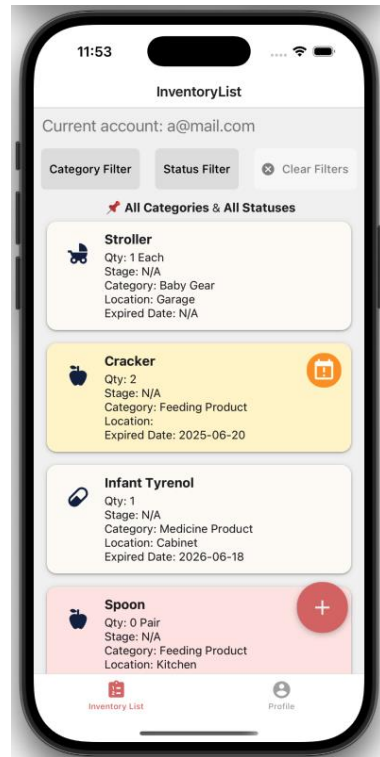 11:53
InventoryList
Current account: a@mail.com
Category Filter
Status Filter
Clear Filters
📌 All Categories & All Statuses
Stroller
Qty: 1 Each
Stage: N/A
Category: Baby Gear
Location: Garage
Expired Date: N/A
Cracker
Qty: 2
Stage: N/A
Category: Feeding Product
Location:
Expired Date: 2025-06-20
Infant Tyrenol
Qty: 1
Stage: N/A
Category: Medicine Product
Location: Cabinet
Expired Date: 2026-06-18
Spoon
Qty: 0 Pair
Stage: N/A
Category: Feeding Product
Location: Kitchen
+
Inventory List
Profile